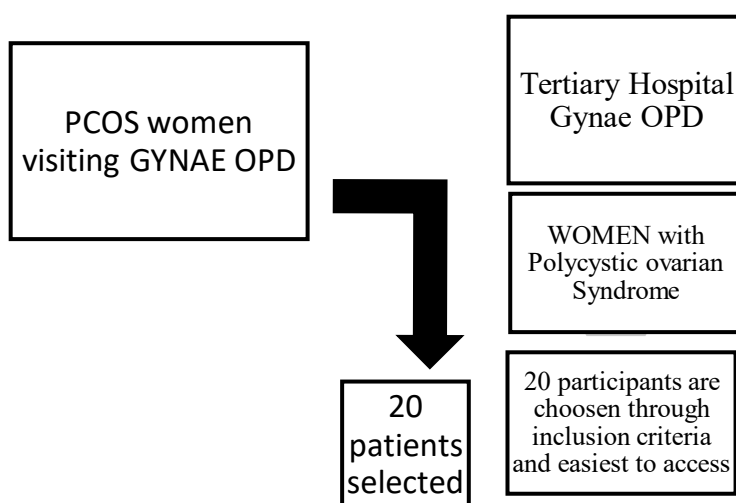 PCOS women
visiting GYNAE OPD
20
patients
selected
Tertiary Hospital
Gynae OPD
WOMEN with
Polycystic ovarian
Syndrome
20 participants are
choosen through
inclusion criteria
and easiest to access